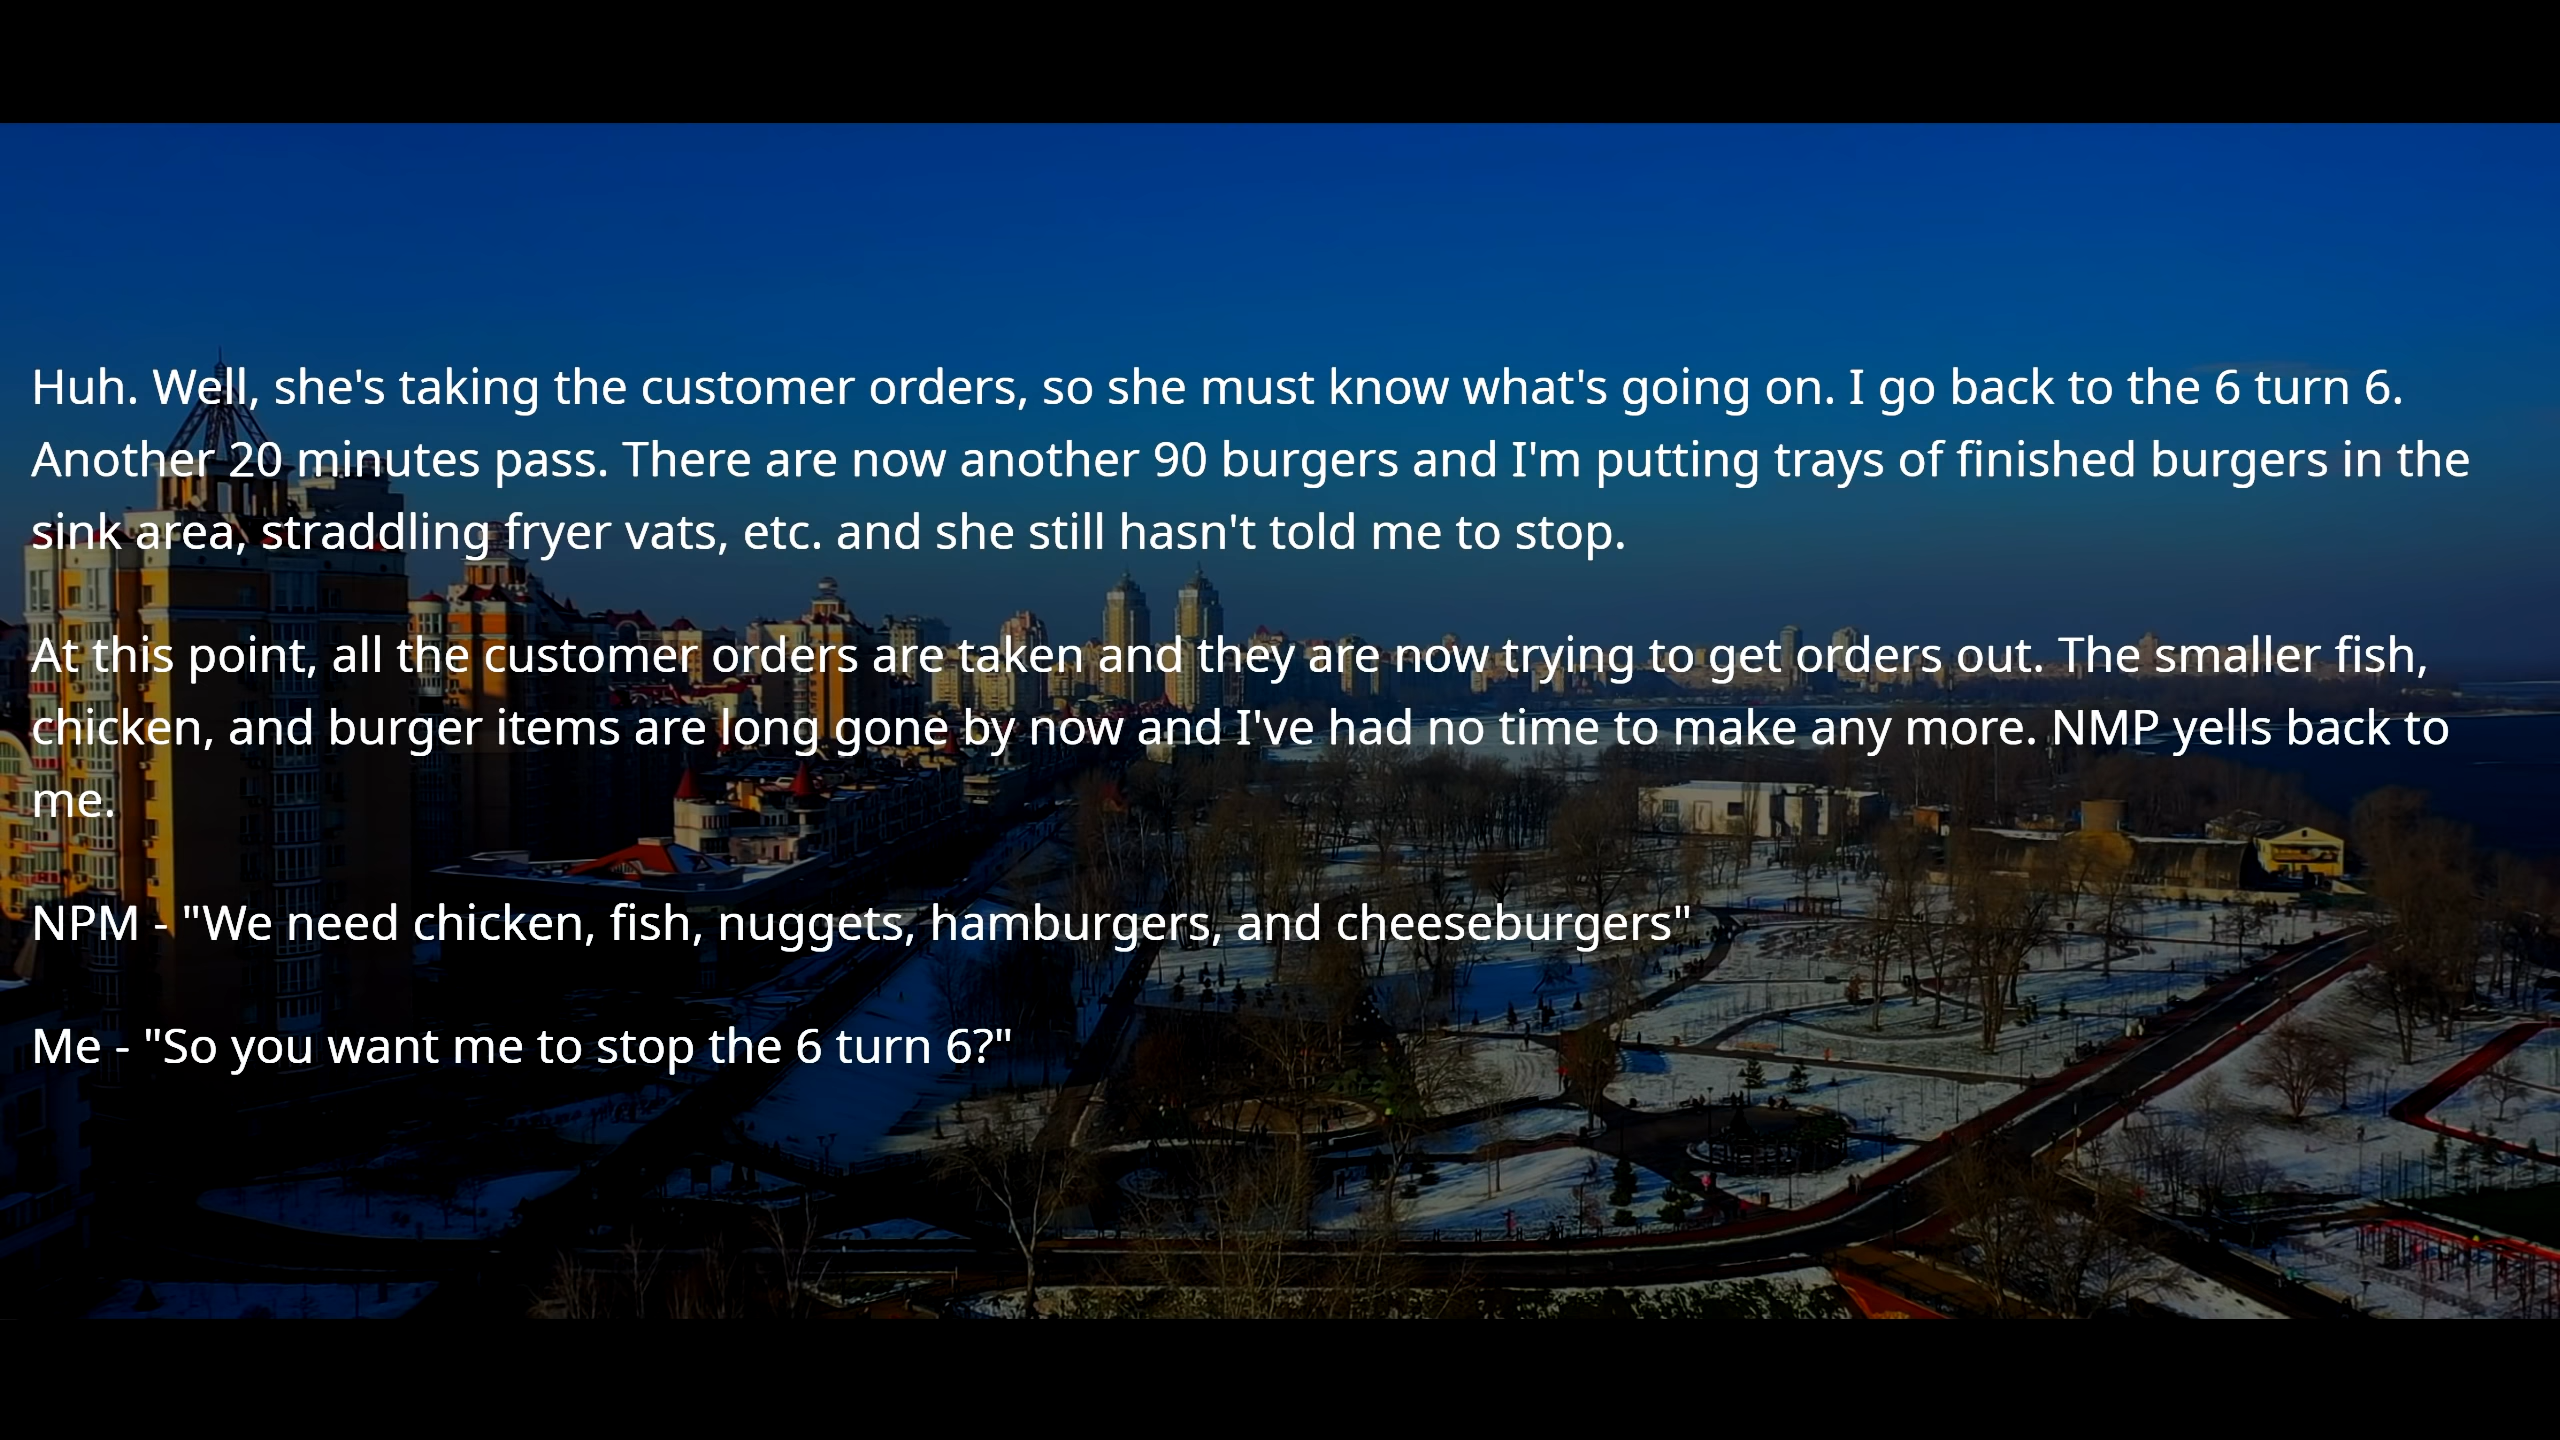 Huh. Well, she's taking the customer orders, so she must know what's going on. I go back to the 6 turn 6.
Another 20 minutes pass. There are now another 90 burgers and I'm putting trays of finished burgers in the
sink area, straddling fryer vats, etc. and she still hasn't told me to stop.
At this point, all the customer orders are taken and they are now trying to get orders out. The smaller fish,
chicken, and burger items are long gone by now and I've had no time to make any more. NMP yells back to
me.
NPM - "We need chicken, fish, nuggets, hamburgers, and cheeseburgers"
Me - "So you want me to stop the 6 turn 6?"